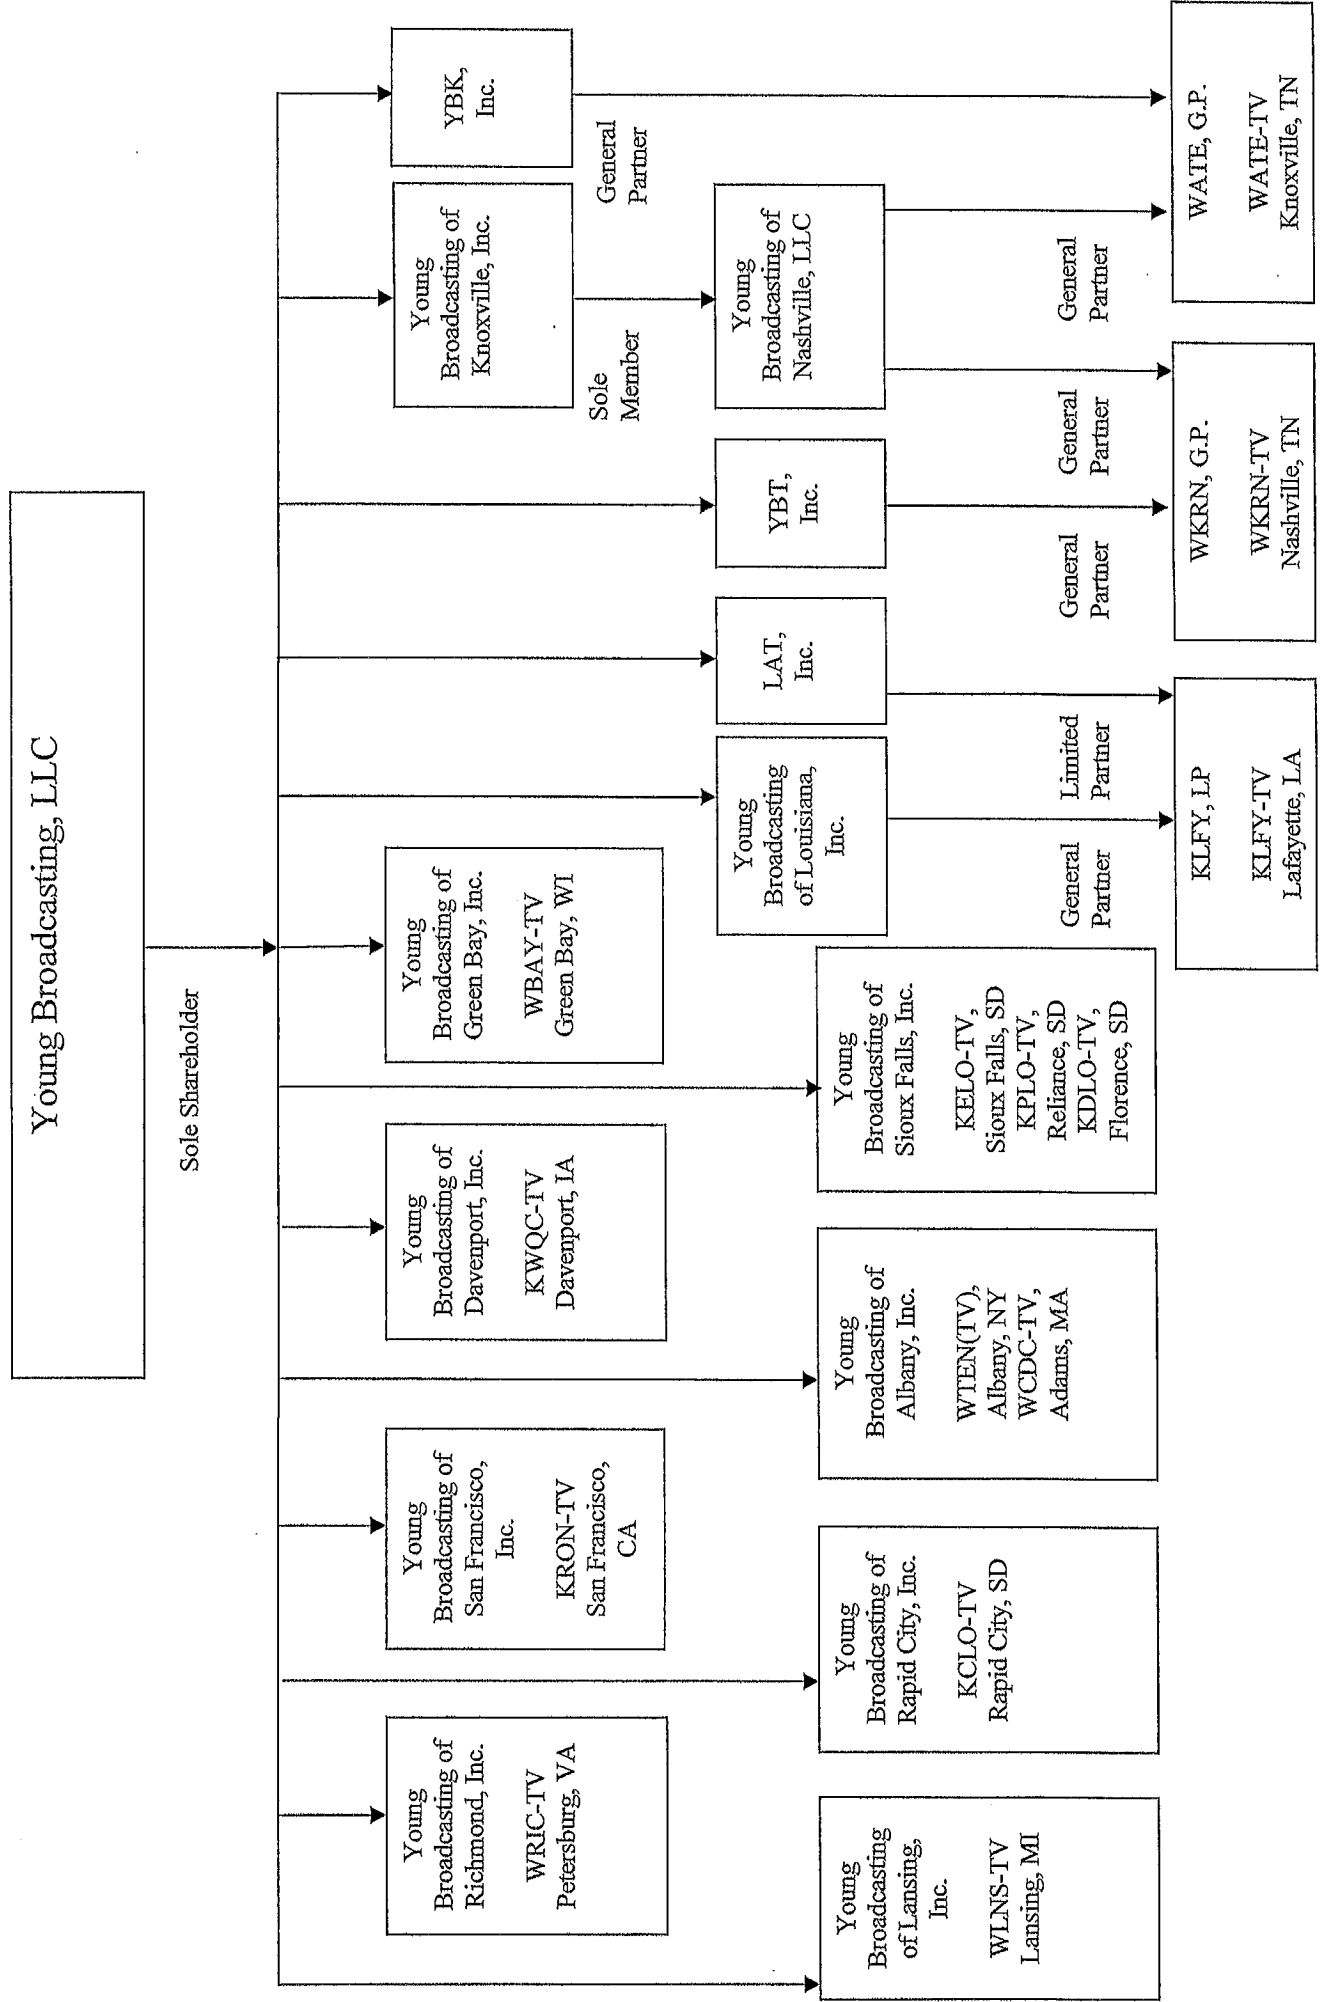 Young Broadcasting, LLC
Sole Shareholder
Young
Broadcasting of
Richmond, Inc.
WRIC-TV
Petersburg, VA
Young
Broadcasting of
San Francisco,
Inc.
KRON-TV
San Francisco,
CA
Young
Broadcasting of
Davenport, Inc.
KWQC-TV
Davenport, IA
Young
Broadcasting of
Green Bay, Inc.
WBAY-TV
Green Bay, WI
Young
Broadcasting of
Knoxville, Inc.
YBK,
Inc.
Sole
Member
General
Partner
Young
Broadcasting
of Louisiana,
Inc.
LAT,
Inc.
YBT,
Inc.
Young
Broadcasting of
Nashville, LLC
Young
Broadcasting
of Lansing,
Inc.
WLNS-TV
Lansing, MI
Young
Broadcasting of
Rapid City, Inc.
KCLO-TV
Rapid City, SD
Young
Broadcasting of
Albany, Inc.
WTEN(TV),
Albany, NY
WCDC-TV,
Adams, MA
Young
Broadcasting of
Sioux Falls, Inc.
KELO-TV,
Sioux Falls, SD
KPLO-TV,
Reliance, SD
KDLO-TV,
Florence, SD
General
Partner
Limited
Partner
General
Partner
General
Partner
General
Partner
KLFY, LP
KLFY-TV
Lafayette, LA
WKRN, G.P.
WKRN-TV
Nashville, TN
WATE, G.P.
WATE-TV
Knoxville, TN